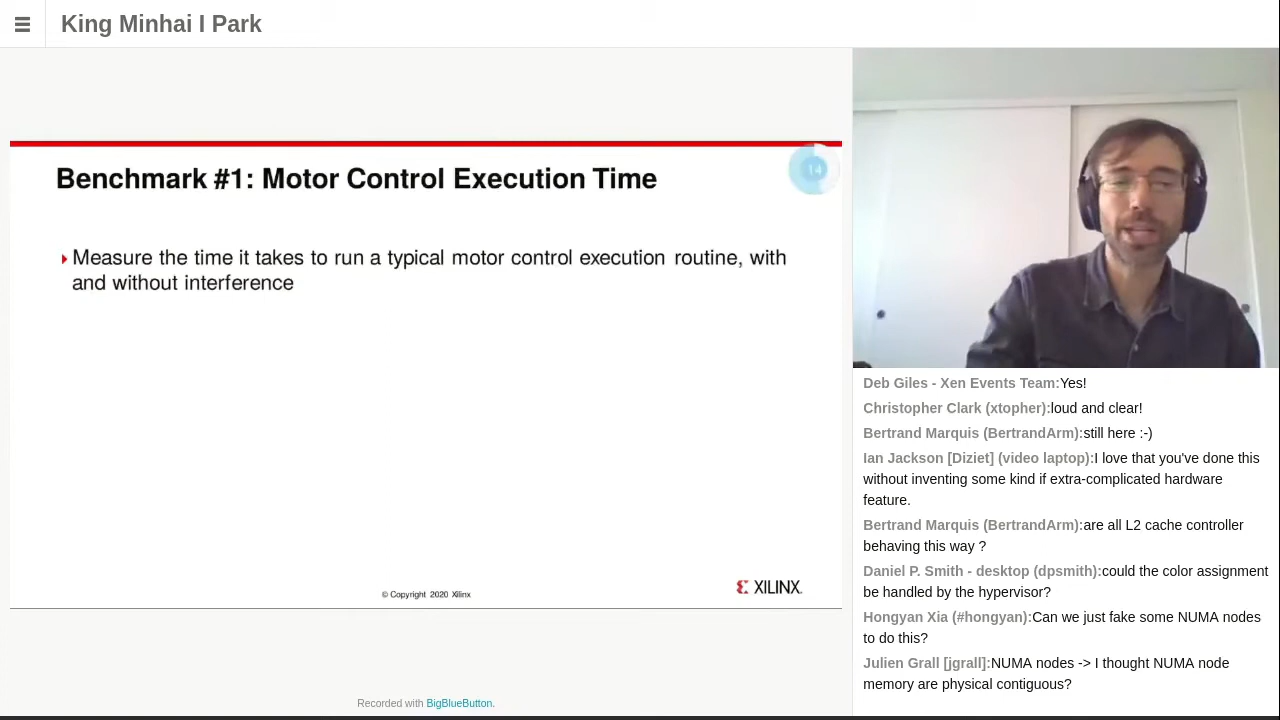 King Minhai I Park
Benchmark #1: Motor Control Execution Time
14
Measure the time it takes to run a typical motor control execution routine, with
and without interference
© Copyright 2020 Xilinx
XILINX
Recorded with BigBlueButton.
Deb Giles - Xen Events Team:Yes!
Christopher Clark (xtopher):loud and clear!
Bertrand Marquis (BertrandArm):still here :-)
Ian Jackson [Diziet] (video laptop):I love that you've done this
without inventing some kind if extra-complicated hardware
feature.
Bertrand Marquis (BertrandArm):are all L2 cache controller
behaving this way ?
Daniel P. Smith - desktop (dpsmith):could the color assignment
be handled by the hypervisor?
Hongyan Xia (#hongyan):Can we just fake some NUMA nodes
to do this?
Julien Grall [jgrall]:NUMA nodes -> I thought NUMA node
memory are physical contiguous?